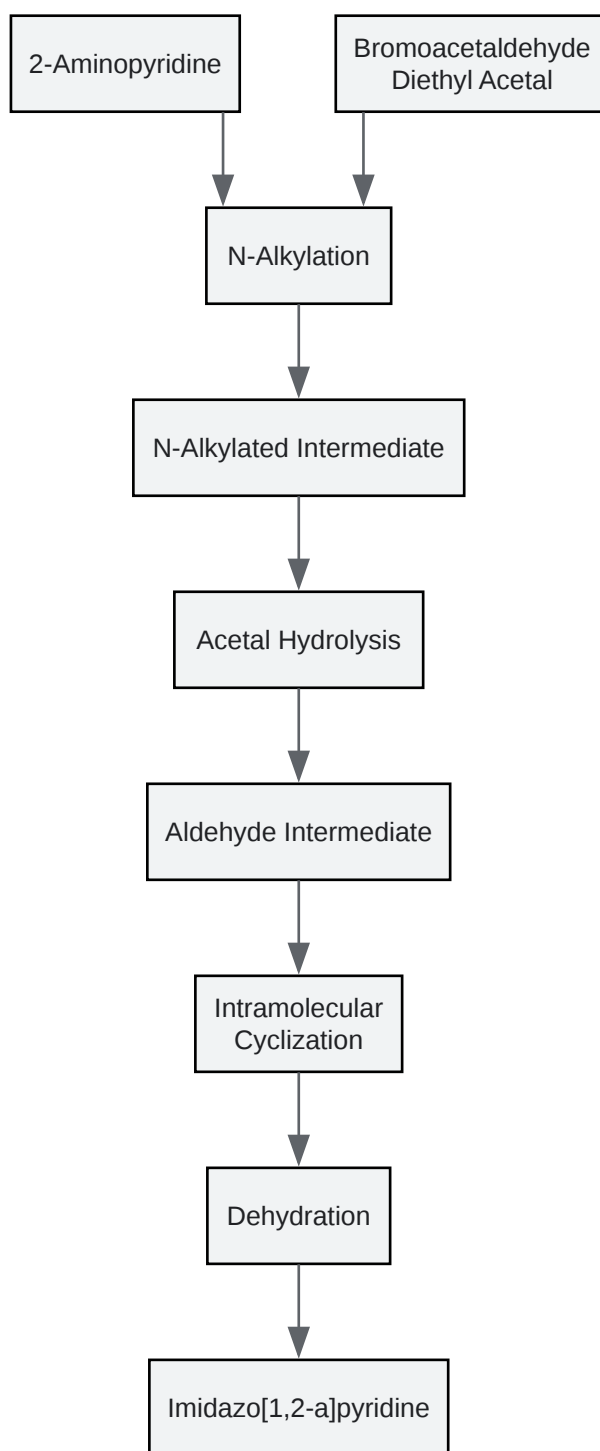 2-Aminopyridine
Bromoacetaldehyde
Diethyl Acetal
N-Alkylation
N-Alkylated Intermediate
Acetal Hydrolysis
Aldehyde Intermediate
Intramolecular
Cyclization
Dehydration
Imidazo[1,2-a]pyridine